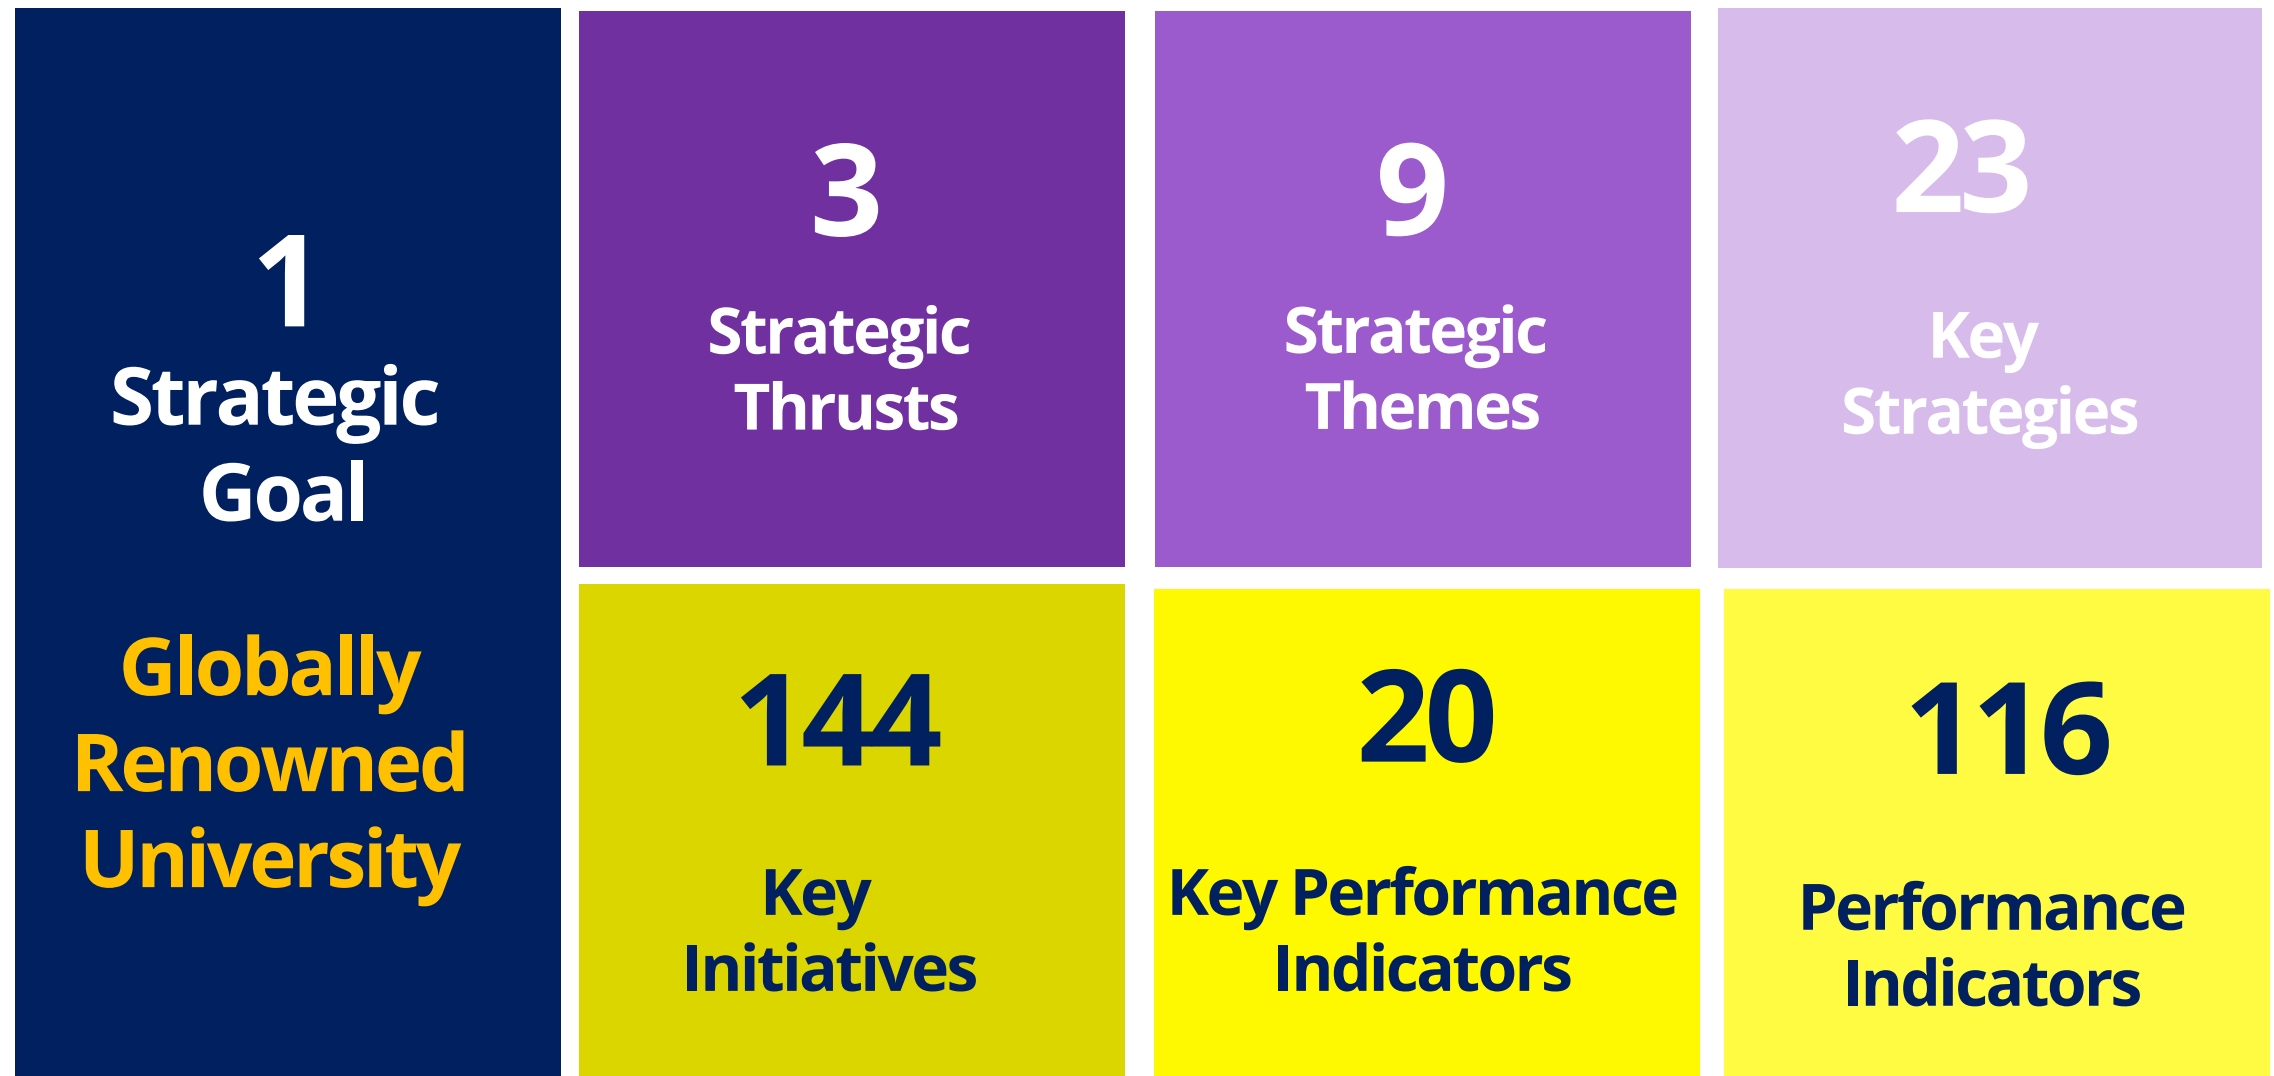 1
Strategic
Goal
Globally
Renowned
University
3
Strategic
Thrusts
9
Strategic
Themes
23
Key
Strategies
144
Key
Initiatives
20
Key Performance
Indicators
116
Performance
Indicators